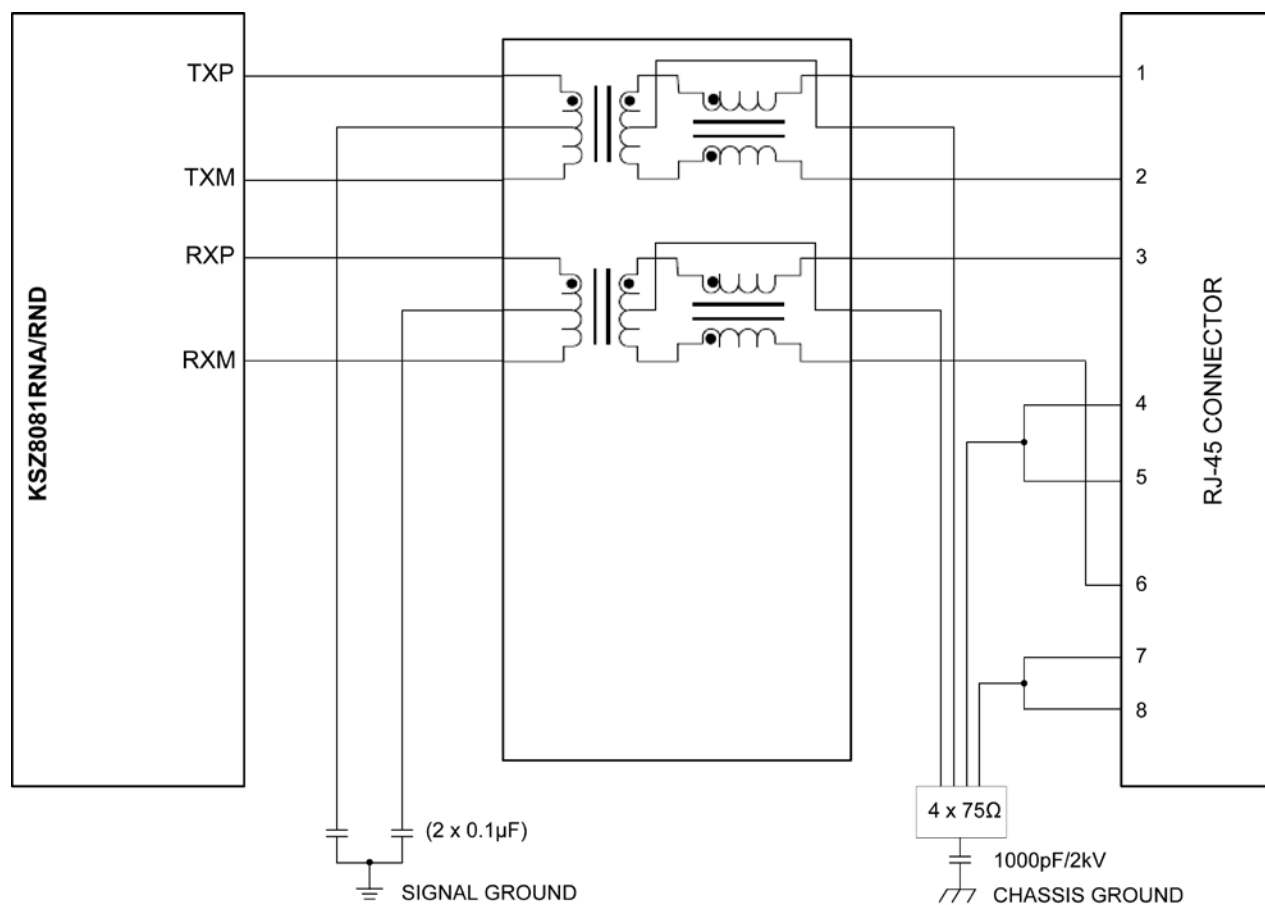 KSZ8081RNA/RND
TXP
TXM
RXP
RXM
1
2
3
4
5
6
7
8
RJ-45 CONNECTOR
(2 x 0.1µF)
SIGNAL GROUND
4 x 75Ω
1000pF/2kV
CHASSIS GROUND